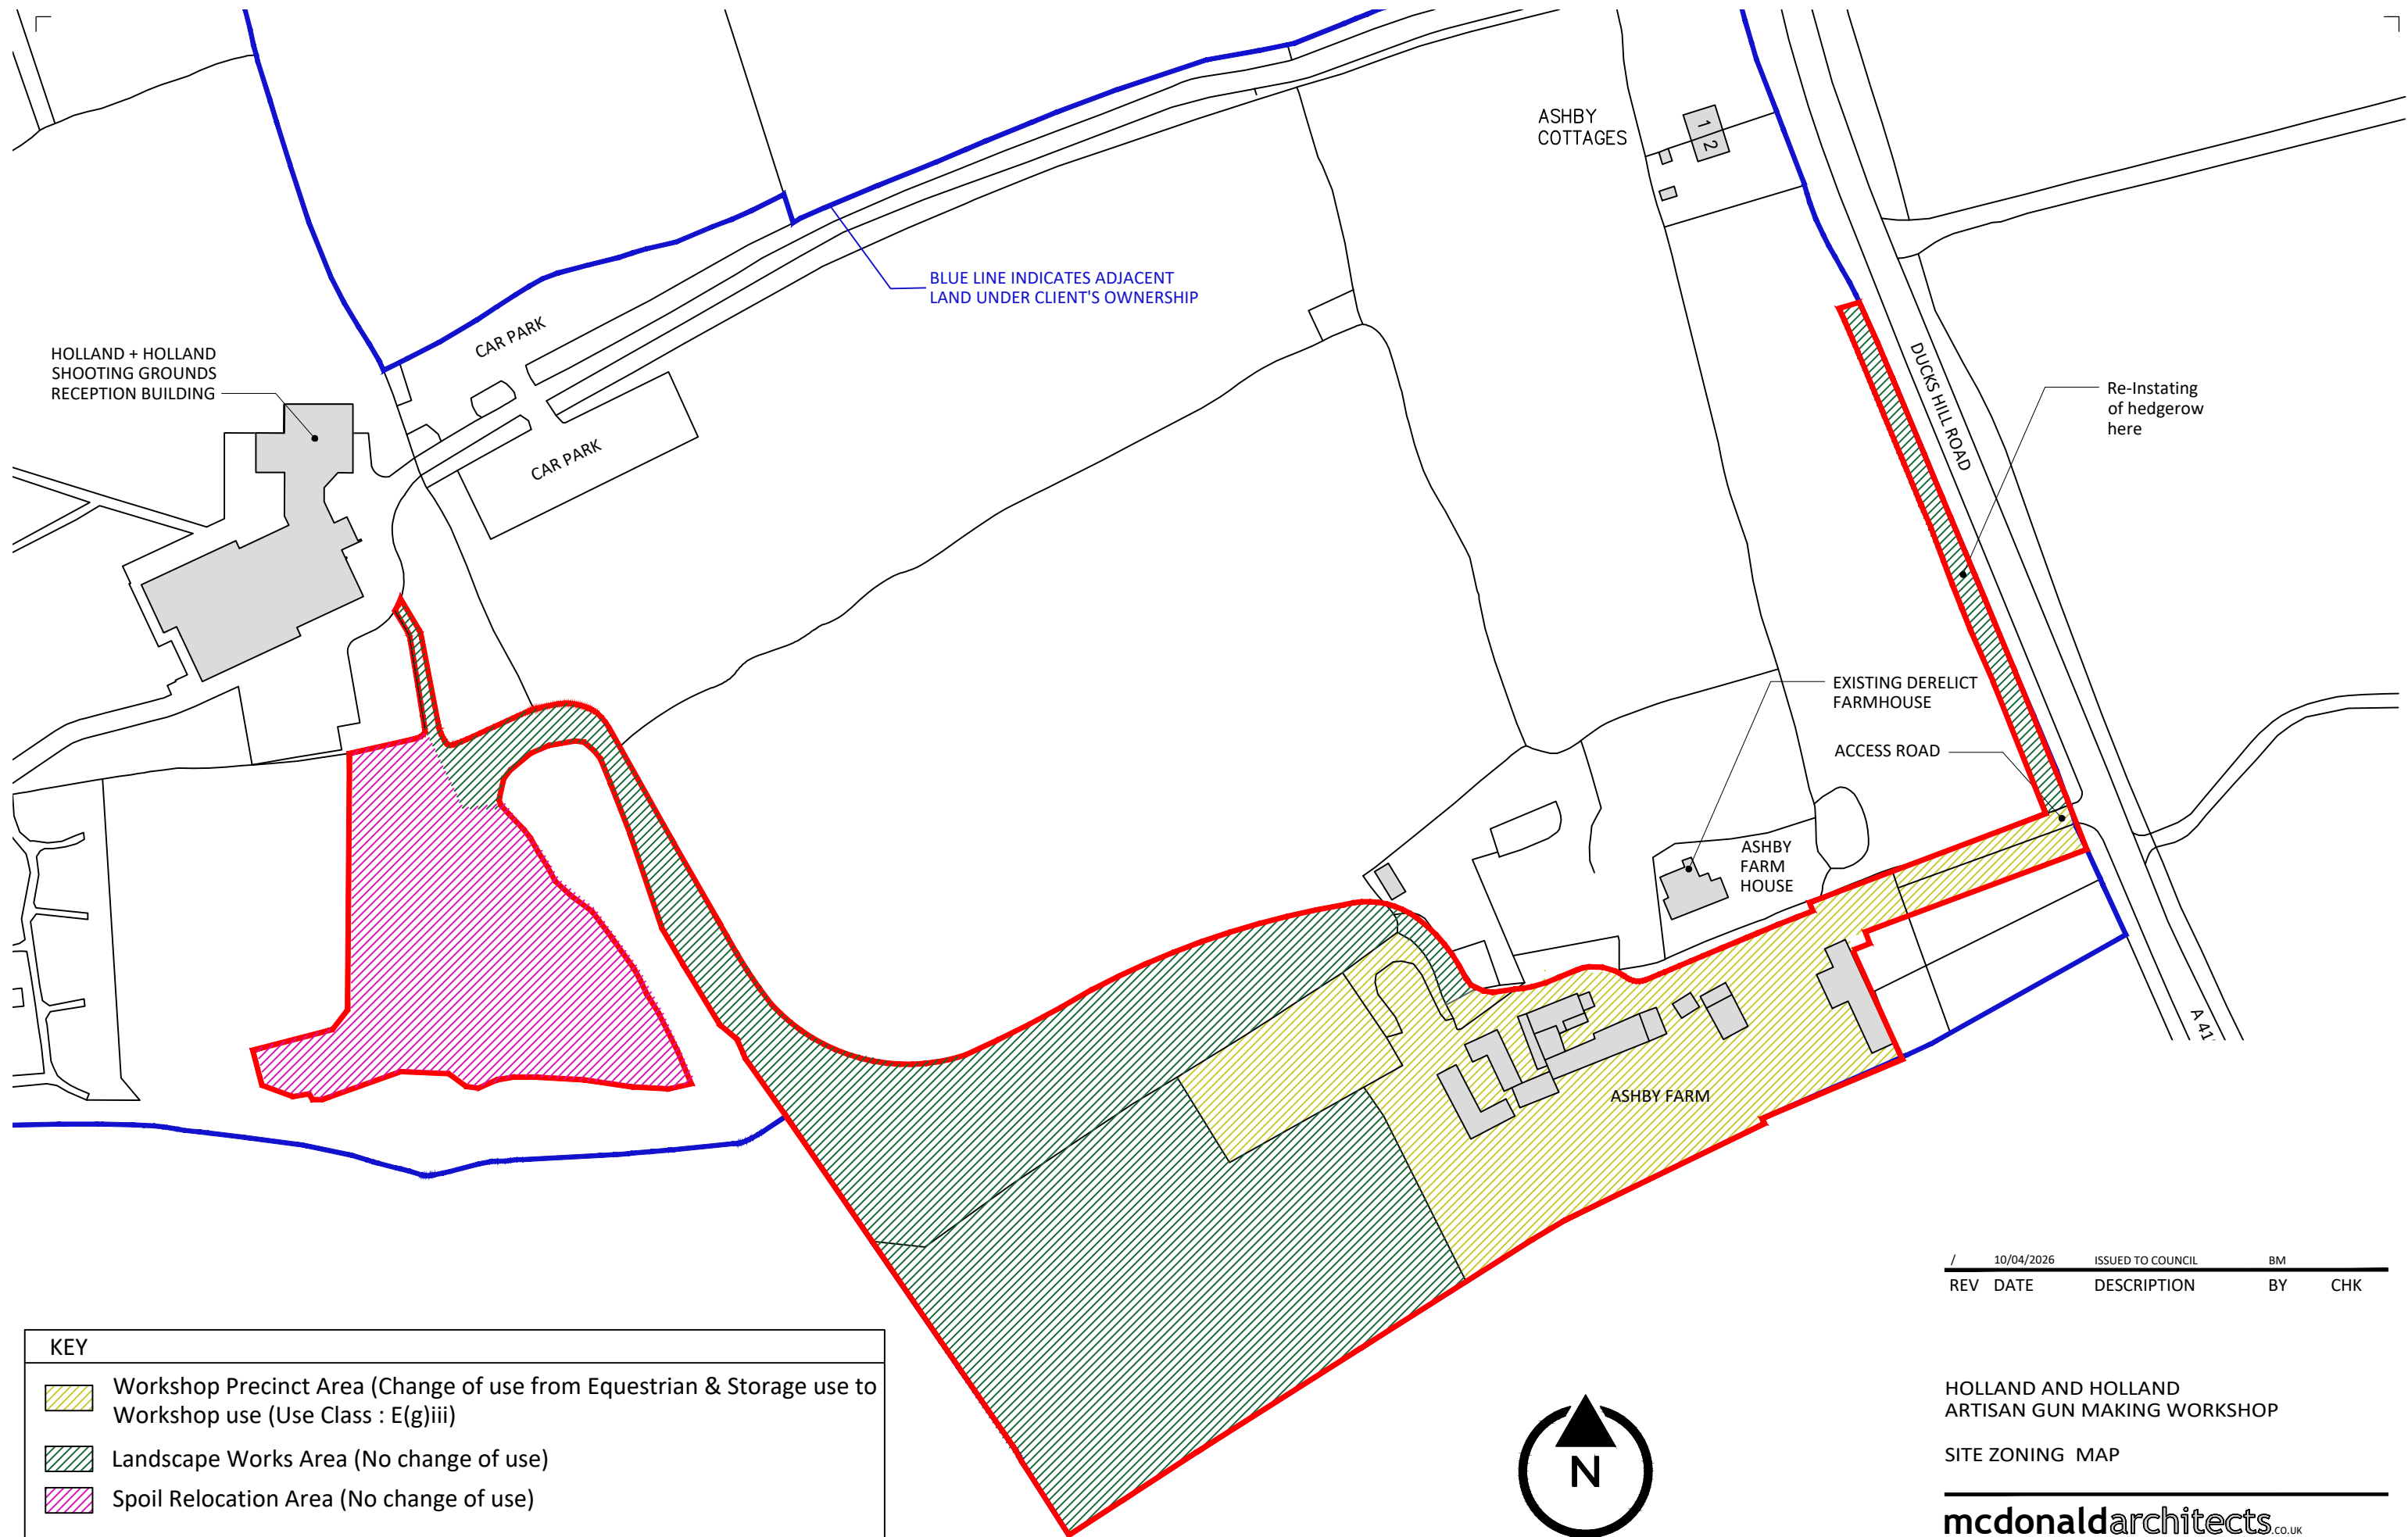 ASHBY
COTTAGES
1
2
BLUE LINE INDICATES ADJACENT
LAND UNDER CLIENT'S OWNERSHIP
CAR PARK
HOLLAND + HOLLAND
SHOOTING GROUNDS
RECEPTION BUILDING
CAR PARK
DUCKS HILL ROAD
Re-Instating
of hedgerow
here
EXISTING DERELICT
FARMHOUSE
ACCESS ROAD
ASHBY
FARM
HOUSE
A 41
ASHBY FARM
/ 10/04/2026 ISSUED TO COUNCIL BM
REV DATE DESCRIPTION BY CHK
KEY
Workshop Precinct Area (Change of use from Equestrian & Storage use to
Workshop use (Use Class : E(g)iii)
Landscape Works Area (No change of use)
Spoil Relocation Area (No change of use)
N
HOLLAND AND HOLLAND
ARTISAN GUN MAKING WORKSHOP
SITE ZONING MAP
mcdonaldarchitects.co.uk